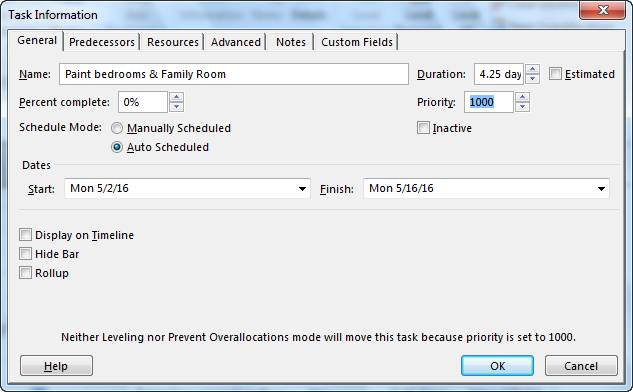 Task Information
General Predecessors Resources Advanced Notes Custom Fields
Name: Paint bedrooms & Family Room Duration: 4.25 day Estimated
Percent complete: 0% Priority: 1000
Schedule Mode: Manually Scheduled Inactive
Auto Scheduled
Dates
Start: Mon 5/2/16 Finish: Mon 5/16/16
Display on Timeline
Hide Bar
Rollup
Neither Leveling nor Prevent Overallocations mode will move this task because priority is set to 1000.
Help OK Cancel